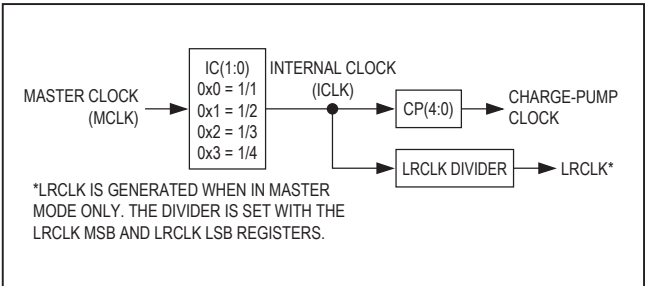 MASTER CLOCK
(MCLK)
IC(1:0)
0x0 = 1/1
0x1 = 1/2
0x2 = 1/3
0x3 = 1/4
INTERNAL CLOCK
(ICLK)
CP(4:0)
CHARGE-PUMP
CLOCK
LRCLK DIVIDER
LRCLK*
*LRCLK IS GENERATED WHEN IN MASTER
MODE ONLY. THE DIVIDER IS SET WITH THE
LRCLK MSB AND LRCLK LSB REGISTERS.